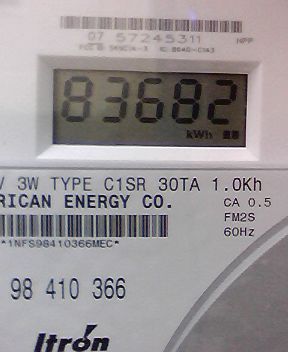 07 57245311
83682
kWh
V 3W TYPE C1SR 30TA 1.0Kh
RICAN ENERGY CO.
CA 0.5
FM2S
*1NFS98410366MEC*
60Hz
98 410 366
Itron